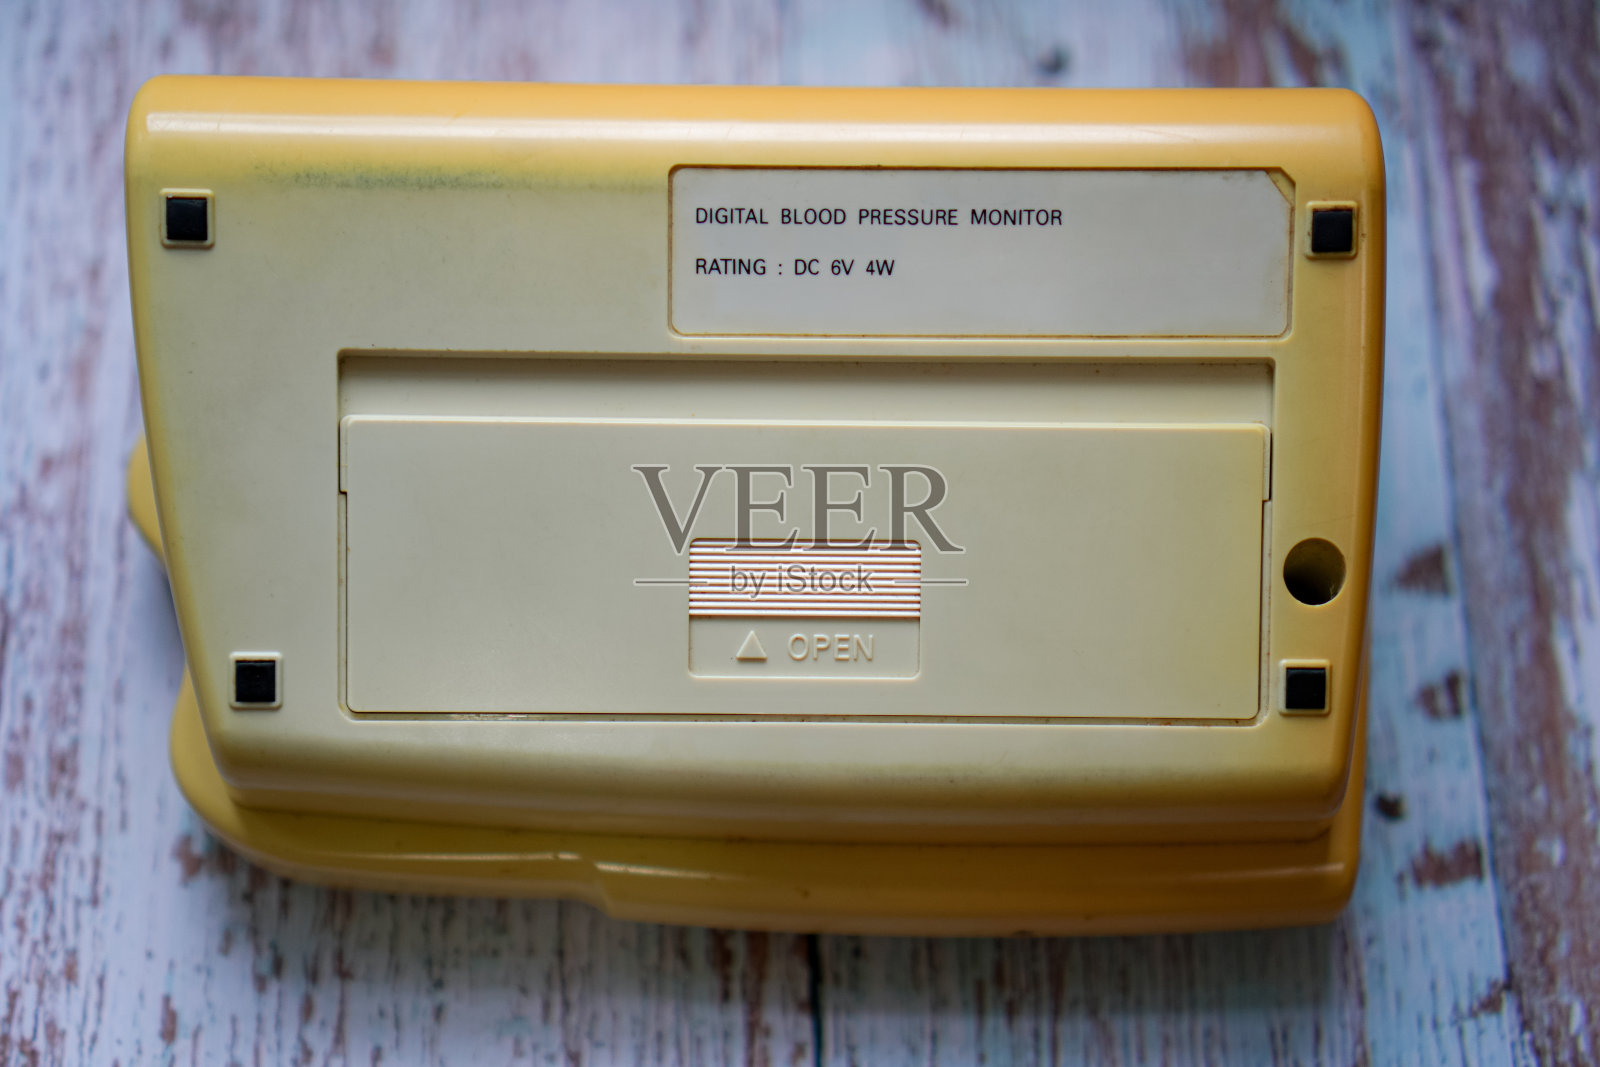 DIGITAL BLOOD PRESSURE MONITOR
RATING : DC 6V 4W
VEER
by iStock
OPEN